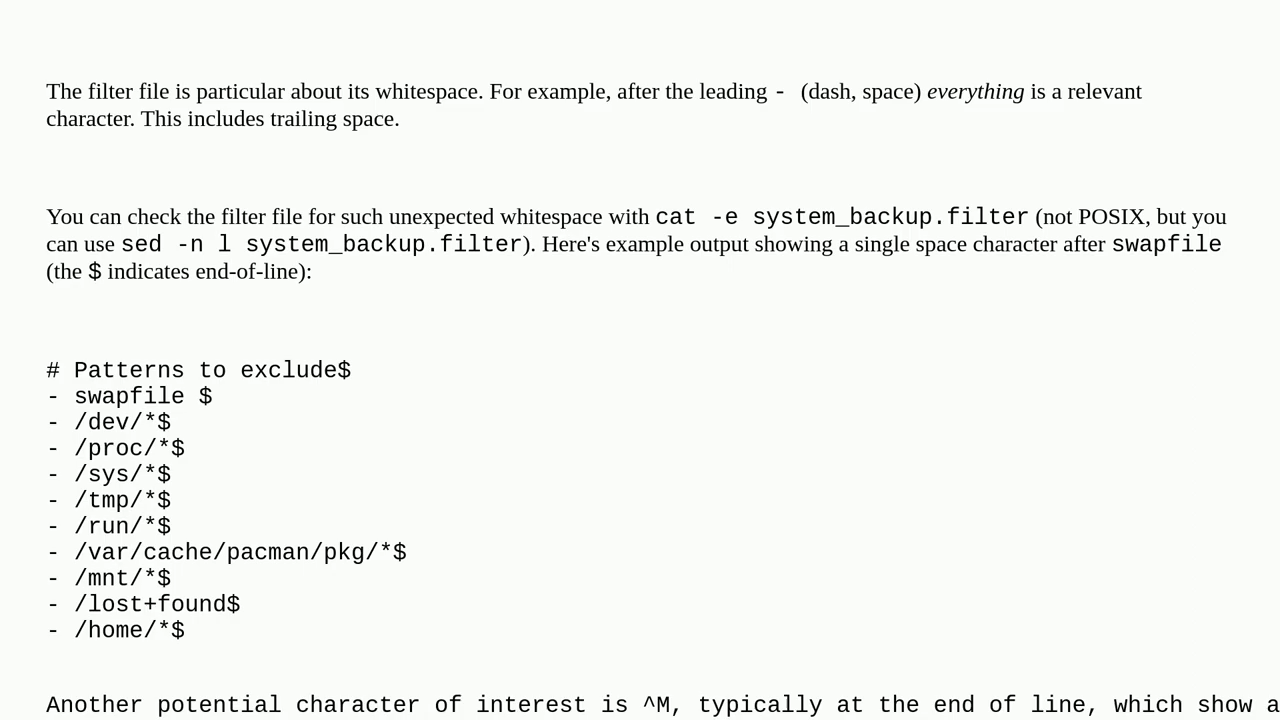 The filter file is particular about its whitespace. For example, after the leading -  (dash, space) everything is a relevant
character. This includes trailing space.
You can check the filter file for such unexpected whitespace with cat -e system_backup.filter (not POSIX, but you
can use sed -n l system_backup.filter). Here's example output showing a single space character after swapfile
(the $ indicates end-of-line):
# Patterns to exclude$
- swapfile $
- /dev/*$
- /proc/*$
- /sys/*$
- /tmp/*$
- /run/*$
- /var/cache/pacman/pkg/*$
- /mnt/*$
- /lost+found$
- /home/*$
Another potential character of interest is ^M, typically at the end of line, which show a